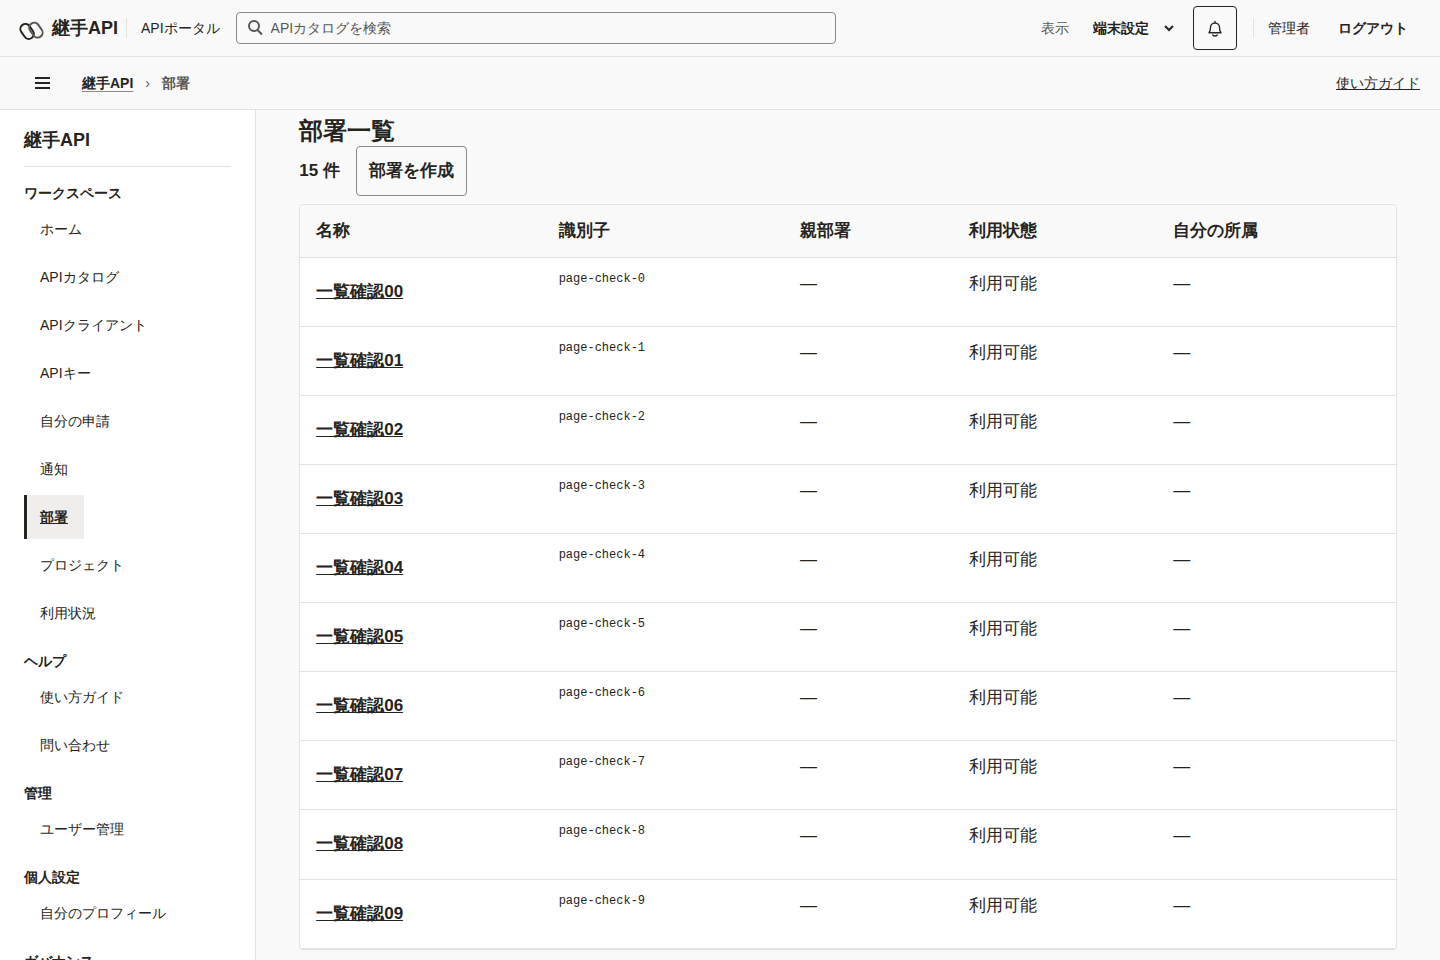 継手API
APIポータル
APIカタログを検索
表示
端末設定
管理者
ログアウト
継手API › 部署
使い方ガイド
継手API
ワークスペース
ホーム
APIカタログ
APIクライアント
APIキー
自分の申請
通知
部署
プロジェクト
利用状況
ヘルプ
使い方ガイド
問い合わせ
管理
ユーザー管理
個人設定
自分のプロフィール
ガバナンス
部署一覧
15 件
部署を作成
名称 識別子 親部署 利用状態 自分の所属
一覧確認00 page-check-0 — 利用可能 —
一覧確認01 page-check-1 — 利用可能 —
一覧確認02 page-check-2 — 利用可能 —
一覧確認03 page-check-3 — 利用可能 —
一覧確認04 page-check-4 — 利用可能 —
一覧確認05 page-check-5 — 利用可能 —
一覧確認06 page-check-6 — 利用可能 —
一覧確認07 page-check-7 — 利用可能 —
一覧確認08 page-check-8 — 利用可能 —
一覧確認09 page-check-9 — 利用可能 —